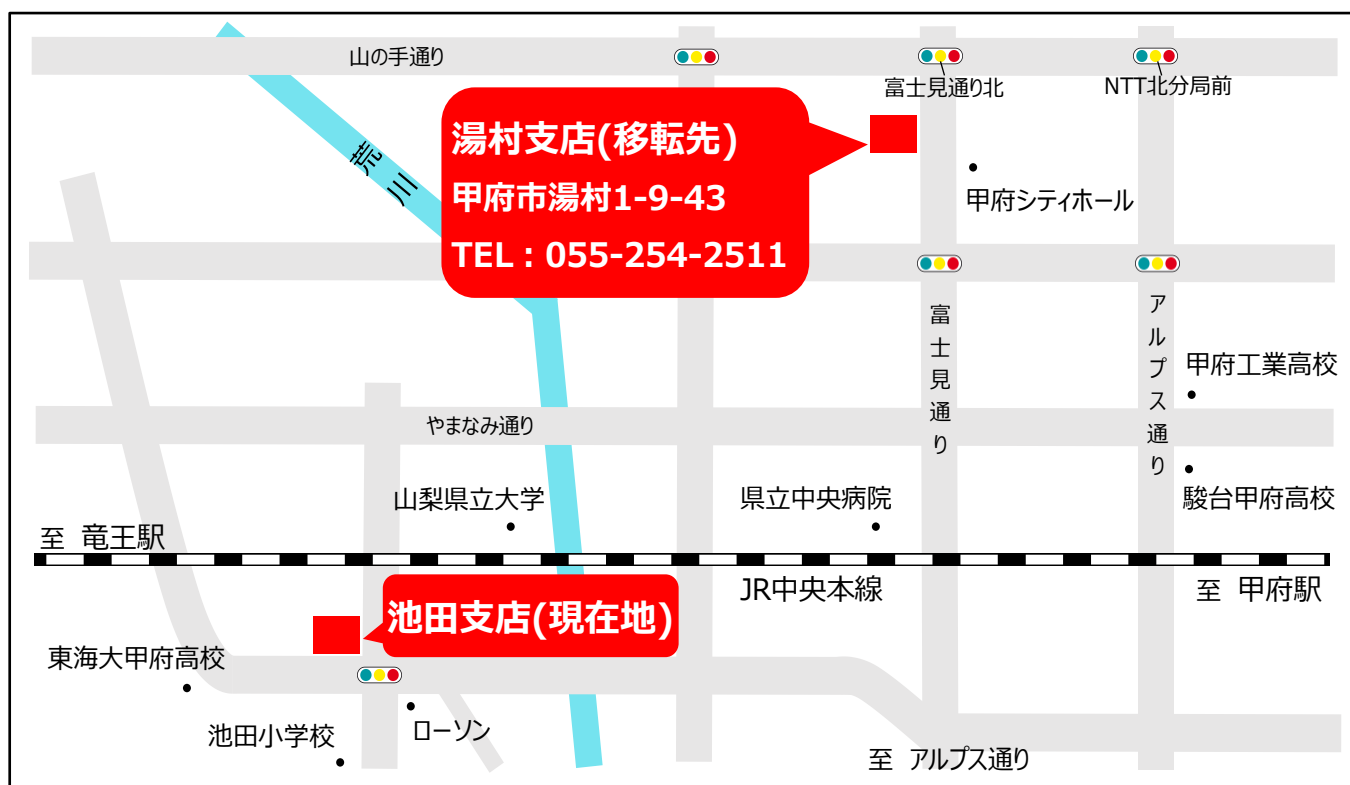 山の手通り
富士見通り北
NTT北分局前
湯村支店(移転先)
甲府市湯村1-9-43
TEL：055-254-2511
荒川
甲府シティホール
富士見通り
アルプス通り
甲府工業高校
やまなみ通り
山梨県立大学
県立中央病院
駿台甲府高校
至 竜王駅
JR中央本線
至 甲府駅
池田支店(現在地)
東海大甲府高校
池田小学校
ローソン
至 アルプス通り